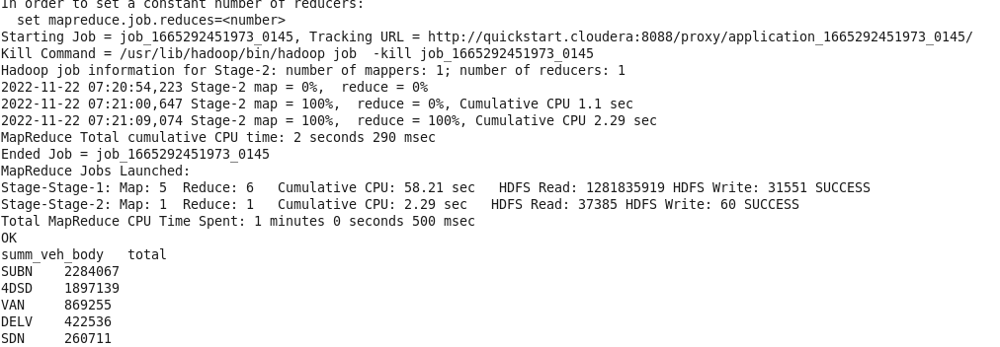 In order to set a constant number of reducers:
  set mapreduce.job.reduces=<number>
Starting Job = job_1665292451973_0145, Tracking URL = http://quickstart.cloudera:8088/proxy/application_1665292451973_0145/
Kill Command = /usr/lib/hadoop/bin/hadoop job  -kill job_1665292451973_0145
Hadoop job information for Stage-2: number of mappers: 1; number of reducers: 1
2022-11-22 07:20:54,223 Stage-2 map = 0%,  reduce = 0%
2022-11-22 07:21:00,647 Stage-2 map = 100%,  reduce = 0%, Cumulative CPU 1.1 sec
2022-11-22 07:21:09,074 Stage-2 map = 100%,  reduce = 100%, Cumulative CPU 2.29 sec
MapReduce Total cumulative CPU time: 2 seconds 290 msec
Ended Job = job_1665292451973_0145
MapReduce Jobs Launched:
Stage-Stage-1: Map: 5  Reduce: 6   Cumulative CPU: 58.21 sec   HDFS Read: 1281835919 HDFS Write: 31551 SUCCESS
Stage-Stage-2: Map: 1  Reduce: 1   Cumulative CPU: 2.29 sec   HDFS Read: 37385 HDFS Write: 60 SUCCESS
Total MapReduce CPU Time Spent: 1 minutes 0 seconds 500 msec
OK
summ_veh_body	total
SUBN	2284067
4DSD	1897139
VAN	869255
DELV	422536
SDN	260711